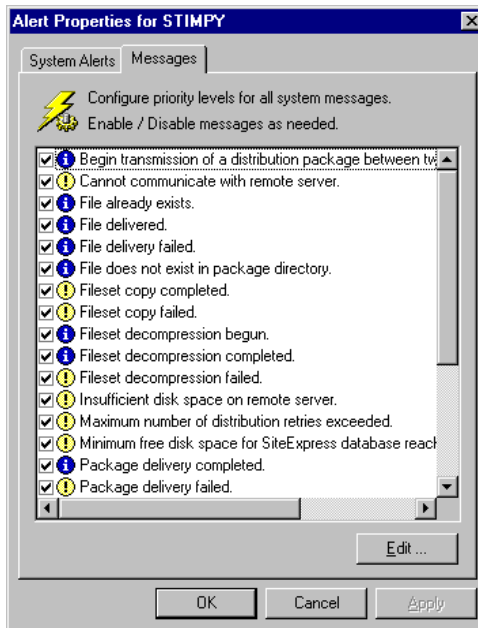 Alert Properties for STIMPY
System Alerts
Messages
Configure priority levels for all system messages.
Enable / Disable messages as needed.
Begin transmission of a distribution package between
Cannot communicate with remote server.
File already exists.
File delivered.
File delivery failed.
File does not exist in package directory.
Fileset copy completed.
Fileset copy failed.
Fileset decompression begun.
Fileset decompression completed.
Fileset decompression failed.
Insufficient disk space on remote server.
Maximum number of distribution retries exceeded.
Minimum free disk space for SiteExpress database
Package delivery completed.
Package delivery failed.
Edit ...
OK
Cancel
Apply